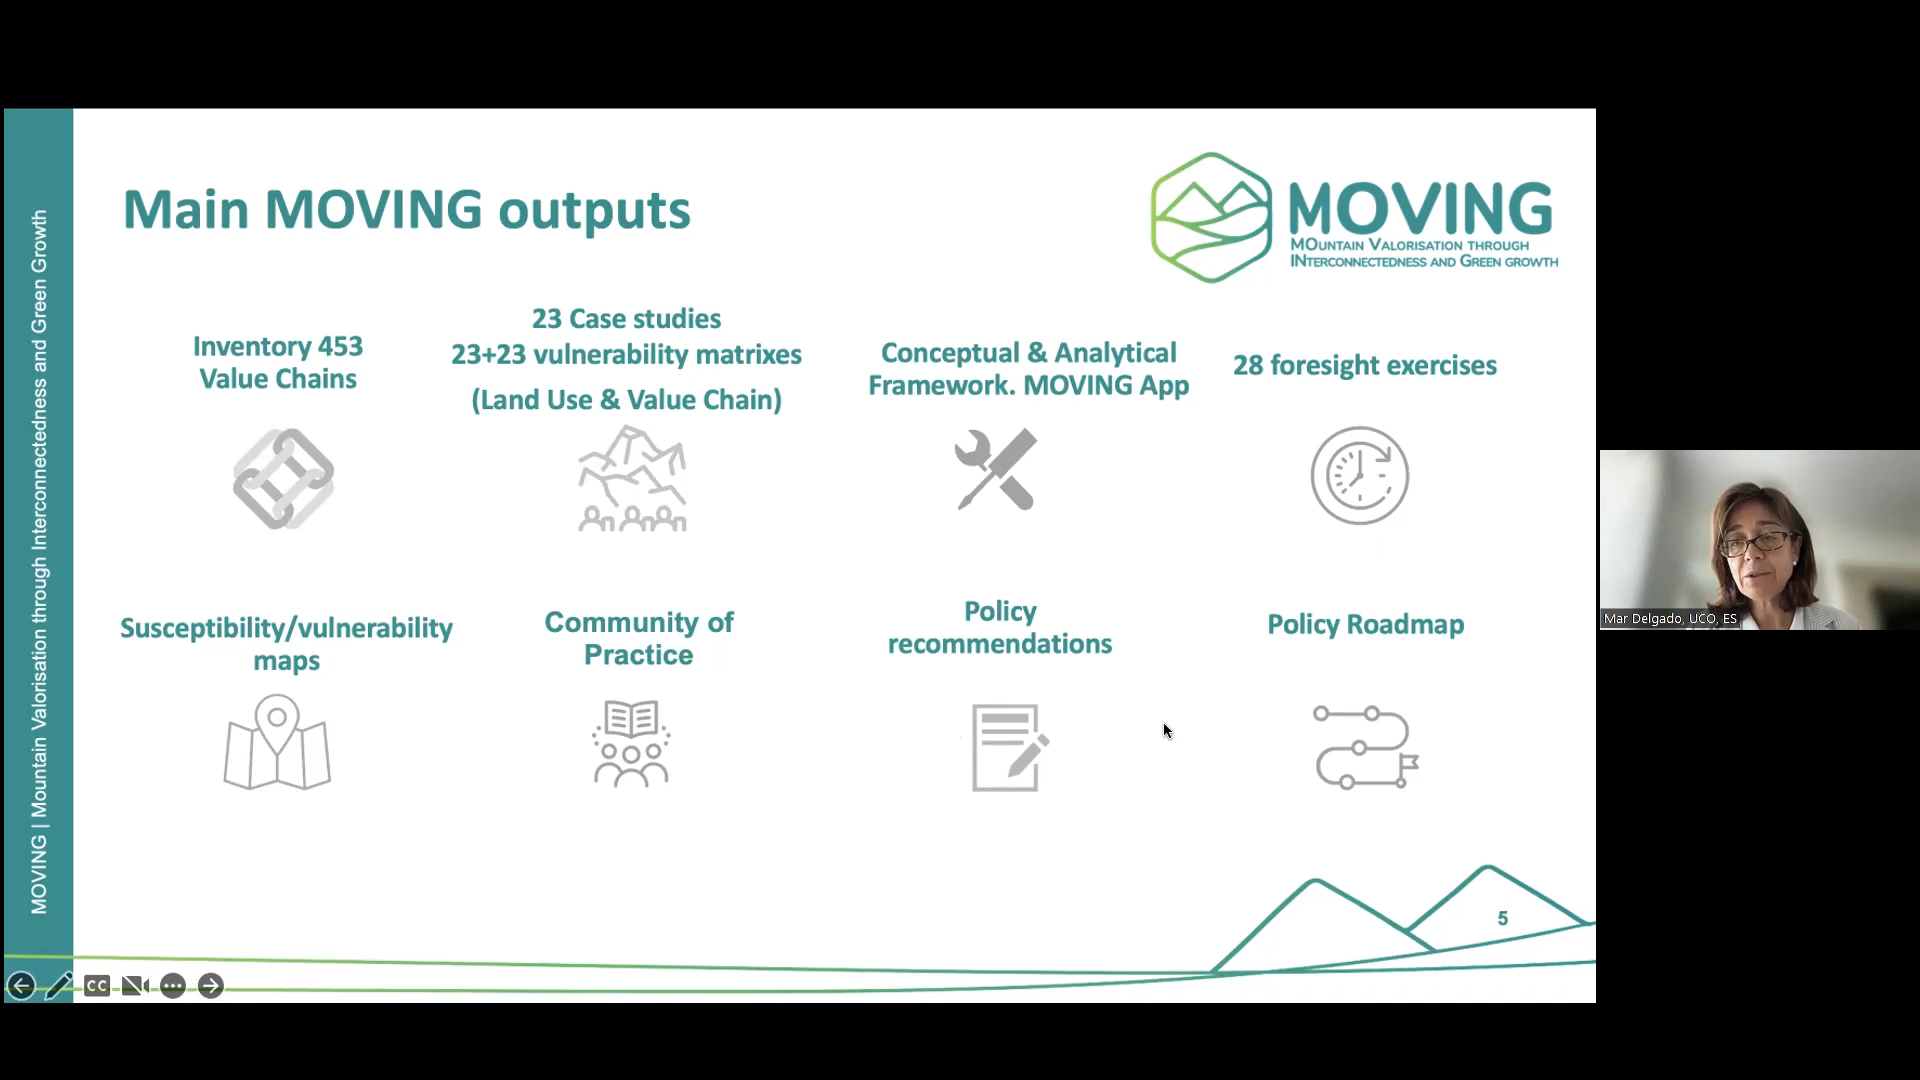 MOVING | Mountain Valorisation through Interconnectedness and Green Growth
Main MOVING outputs
MOVING
MOUNTAIN VALORISATION THROUGH
INTERCONNECTEDNESS AND GREEN GROWTH
Inventory 453
Value Chains
23 Case studies
23+23 vulnerability matrixes
(Land Use & Value Chain)
Conceptual & Analytical
Framework. MOVING App
28 foresight exercises
Susceptibility/vulnerability
maps
Community of
Practice
Policy
recommendations
Policy Roadmap
Mar Delgado, UCO, ES
5
CC